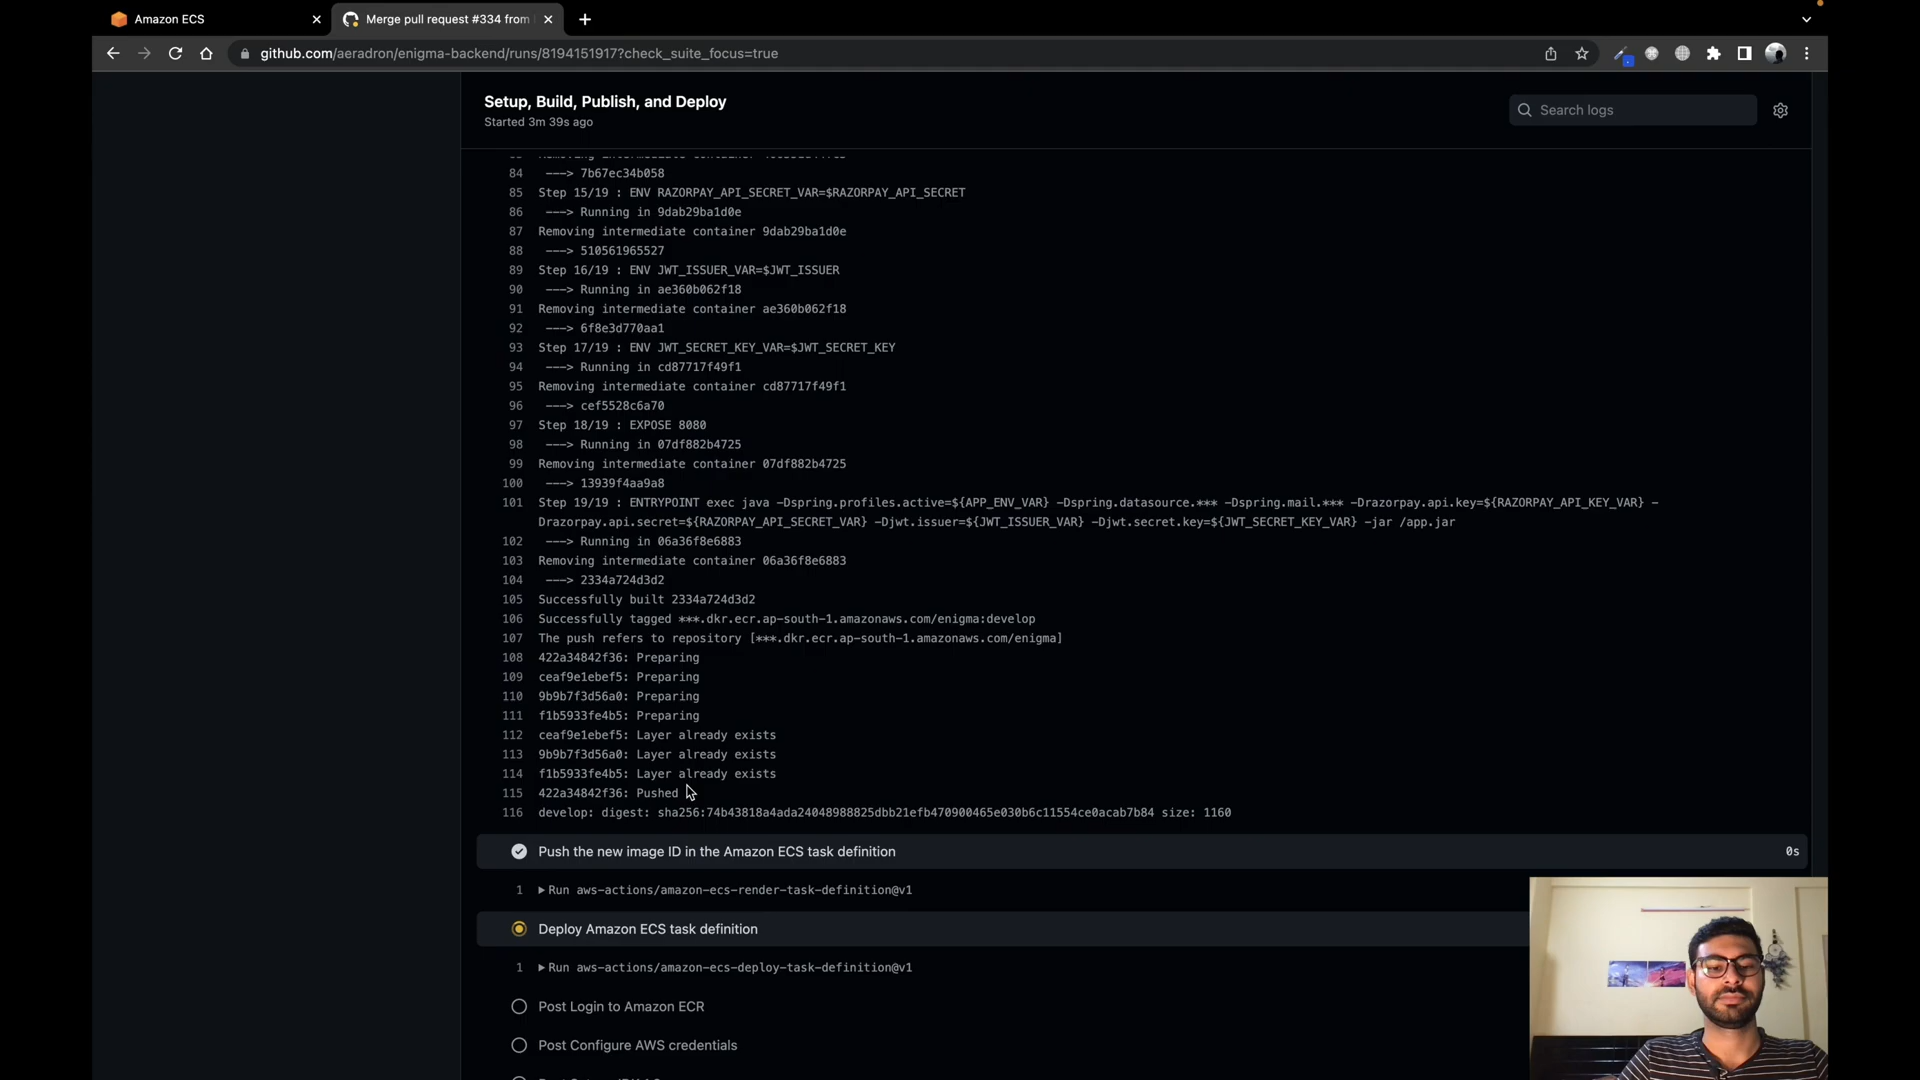 Amazon ECS
Merge pull request #334 from
github.com/aeradron/enigma-backend/runs/8194151917?check_suite_focus=true
Setup, Build, Publish, and Deploy
Started 3m 39s ago
Search logs
84 ---> 7b67ec34b058
85 Step 15/19 : ENV RAZORPAY_API_SECRET_VAR=$RAZORPAY_API_SECRET
86 ---> Running in 9dab29ba1d0e
87 Removing intermediate container 9dab29ba1d0e
88 ---> 510561965527
89 Step 16/19 : ENV JWT_ISSUER_VAR=$JWT_ISSUER
90 ---> Running in ae360b062f18
91 Removing intermediate container ae360b062f18
92 ---> 6f8e3d770aa1
93 Step 17/19 : ENV JWT_SECRET_KEY_VAR=$JWT_SECRET_KEY
94 ---> Running in cd87717f49f1
95 Removing intermediate container cd87717f49f1
96 ---> cef5528c6a70
97 Step 18/19 : EXPOSE 8080
98 ---> Running in 07df882b4725
99 Removing intermediate container 07df882b4725
100 ---> 13939f4aa9a8
101 Step 19/19 : ENTRYPOINT exec java -Dspring.profiles.active=${APP_ENV_VAR} -Dspring.datasource.*** -Dspring.mail.*** -Drazorpay.api.key=${RAZORPAY_API_KEY_VAR} -
Drazorpay.api.secret=${RAZORPAY_API_SECRET_VAR} -Djwt.issuer=${JWT_ISSUER_VAR} -Djwt.secret.key=${JWT_SECRET_KEY_VAR} -jar /app.jar
102 ---> Running in 06a36f8e6883
103 Removing intermediate container 06a36f8e6883
104 ---> 2334a724d3d2
105 Successfully built 2334a724d3d2
106 Successfully tagged ***.dkr.ecr.ap-south-1.amazonaws.com/enigma:develop
107 The push refers to repository [***.dkr.ecr.ap-south-1.amazonaws.com/enigma]
108 422a34842f36: Preparing
109 ceaf9e1ebef5: Preparing
110 9b9b7f3d56a0: Preparing
111 f1b5933fe4b5: Preparing
112 ceaf9e1ebef5: Layer already exists
113 9b9b7f3d56a0: Layer already exists
114 f1b5933fe4b5: Layer already exists
115 422a34842f36: Pushed
116 develop: digest: sha256:74b43818a4ada24048988825dbb21efb470900465e030b6c11554ce0acab7b84 size: 1160
Push the new image ID in the Amazon ECS task definition 0s
1 Run aws-actions/amazon-ecs-render-task-definition@v1
Deploy Amazon ECS task definition
1 Run aws-actions/amazon-ecs-deploy-task-definition@v1
Post Login to Amazon ECR
Post Configure AWS credentials